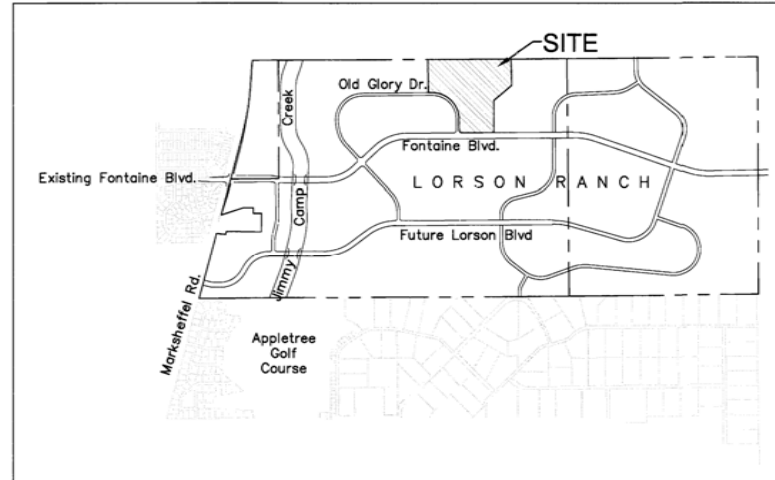 SITE
Old Glory Dr.
Creek
Fontaine Blvd.
Existing Fontaine Blvd.
LORSON RANCH
Camp
Future Lorson Blvd
Jimmy
Marksheffel Rd.
Appletree
Golf
Course